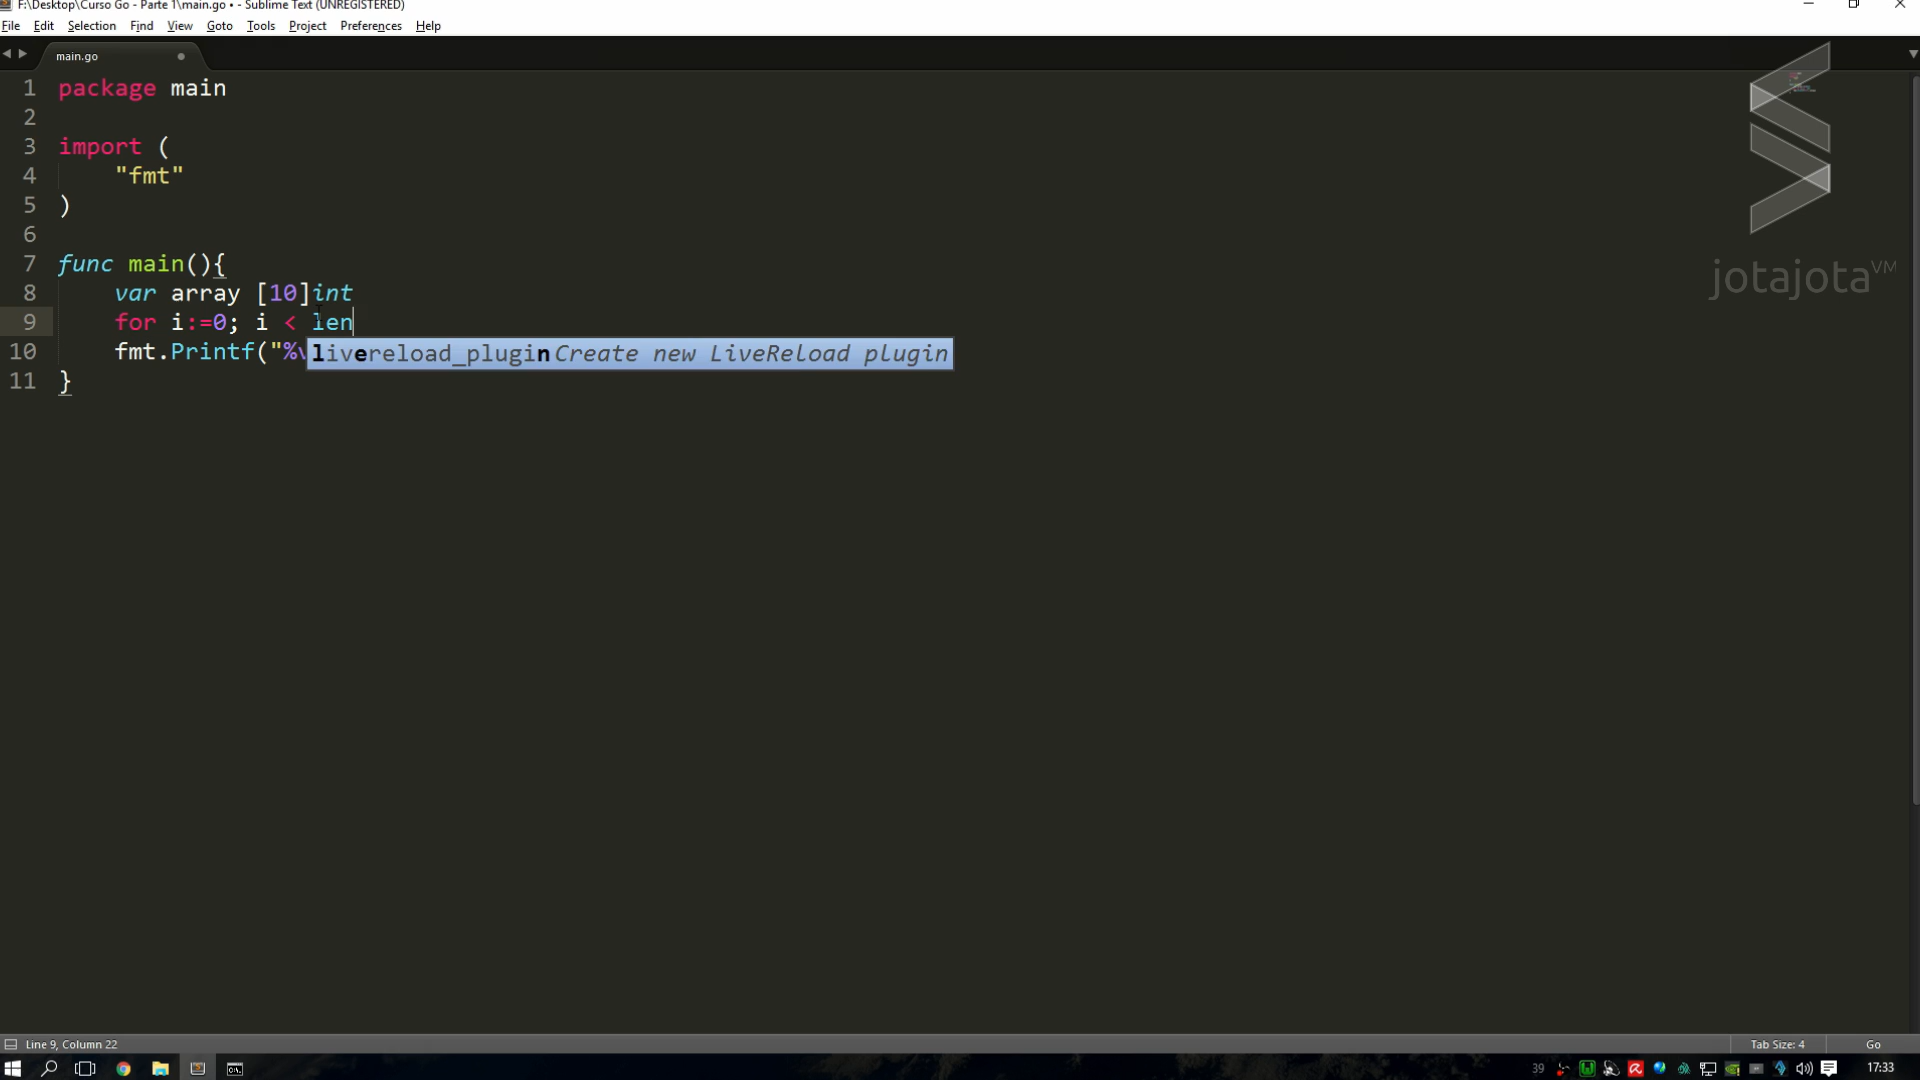 F:\Desktop\Curso Go - Parte 1\main.go • - Sublime Text (UNREGISTERED)
File Edit Selection Find View Goto Tools Project Preferences Help
main.go
1 package main
2
3 import (
4 "fmt"
5 )
6
7 func main(){
8 var array [10]int
9 for i:=0; i < len
10 fmt.Printf("%v
livereload_plugin Create new LiveReload plugin
11 }
jotajota VM
Line 9, Column 22
Tab Size: 4
Go
39
17:33